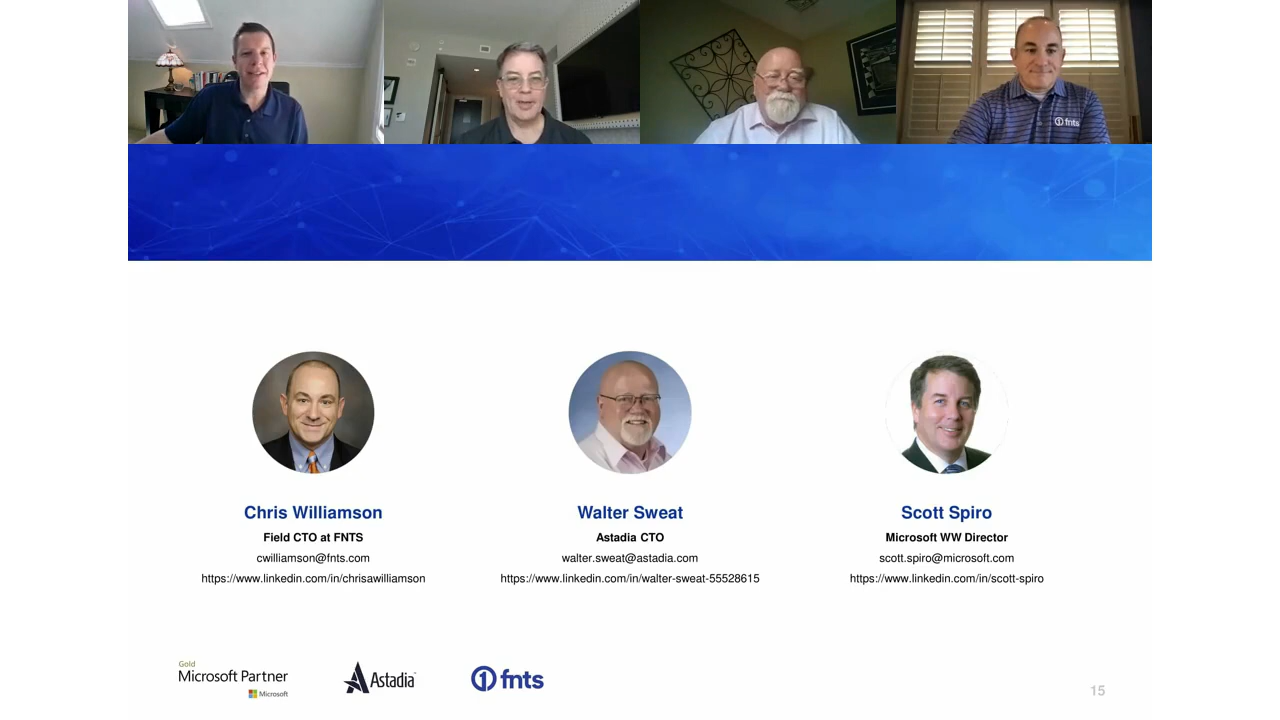 fnts
Chris Williamson
Field CTO at FNTS
cwilliamson@fnts.com
https://www.linkedin.com/in/chrisawilliamson
Walter Sweat
Astadia CTO
walter.sweat@astadia.com
https://www.linkedin.com/in/walter-sweat-55528615
Scott Spiro
Microsoft WW Director
scott.spiro@microsoft.com
https://www.linkedin.com/in/scott-spiro
Gold
Microsoft Partner
Microsoft
Astadia
1 fnts
15